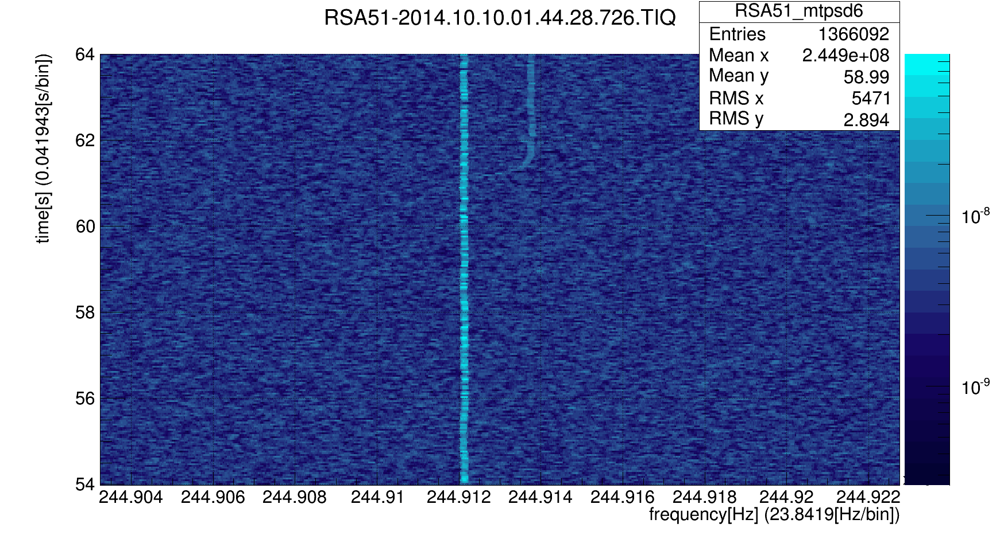 RSA51-2014.10.10.01.44.28.726.TIQ
RSA51_mtpsd6
Entries 1366092
Mean x 2.449e+08
Mean y 58.99
RMS x 5471
RMS y 2.894
time[s] (0.041943[s/bin])
64
62
60
58
56
54
10-8
10-9
244.904 244.906 244.908 244.91 244.912 244.914 244.916 244.918 244.92 244.922
frequency[Hz] (23.8419[Hz/bin])